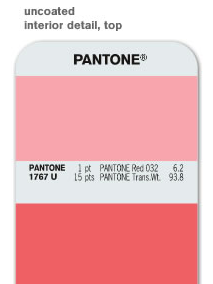 uncoated
interior detail, top
PANTONE®
PANTONE 1 pt PANTONE Red 032 6.2
1767 U 15 pts PANTONE Trans.Wt. 93.8